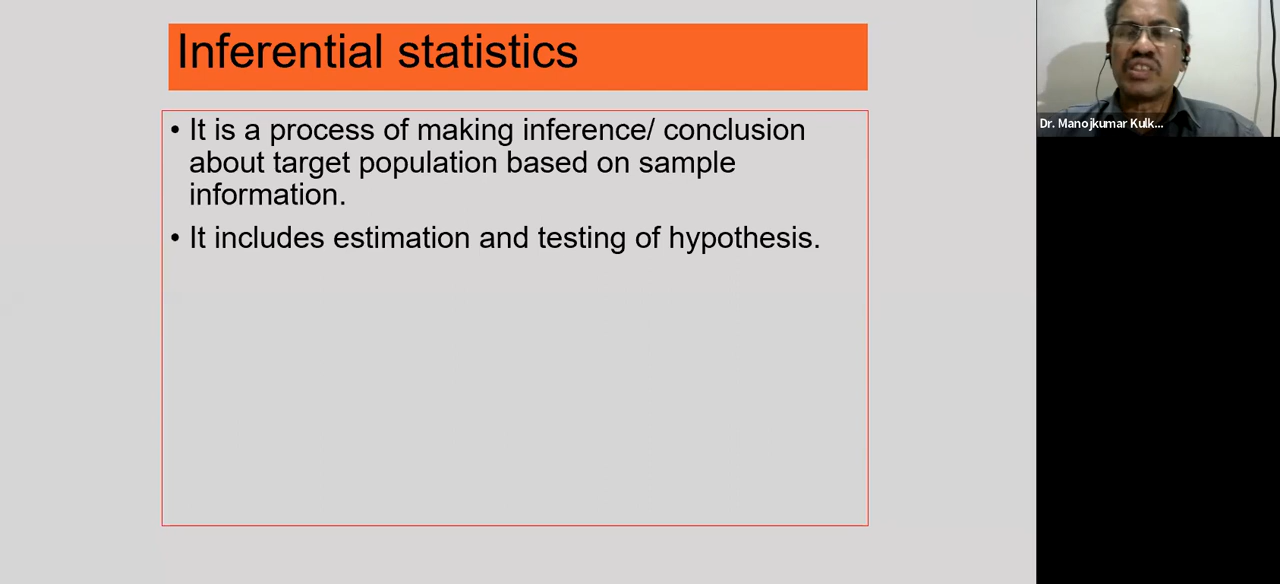 Inferential statistics
• It is a process of making inference/ conclusion
about target population based on sample
information.
• It includes estimation and testing of hypothesis.
Dr. Manojkumar Kulk...